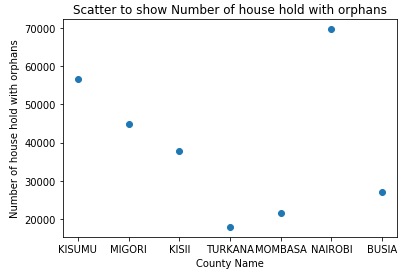 Scatter to show Number of house hold with orphans
Number of house hold with orphans
70000
60000
50000
40000
30000
20000
KISUMU MIGORI KISII TURKANA MOMBASA NAIROBI BUSIA
County Name